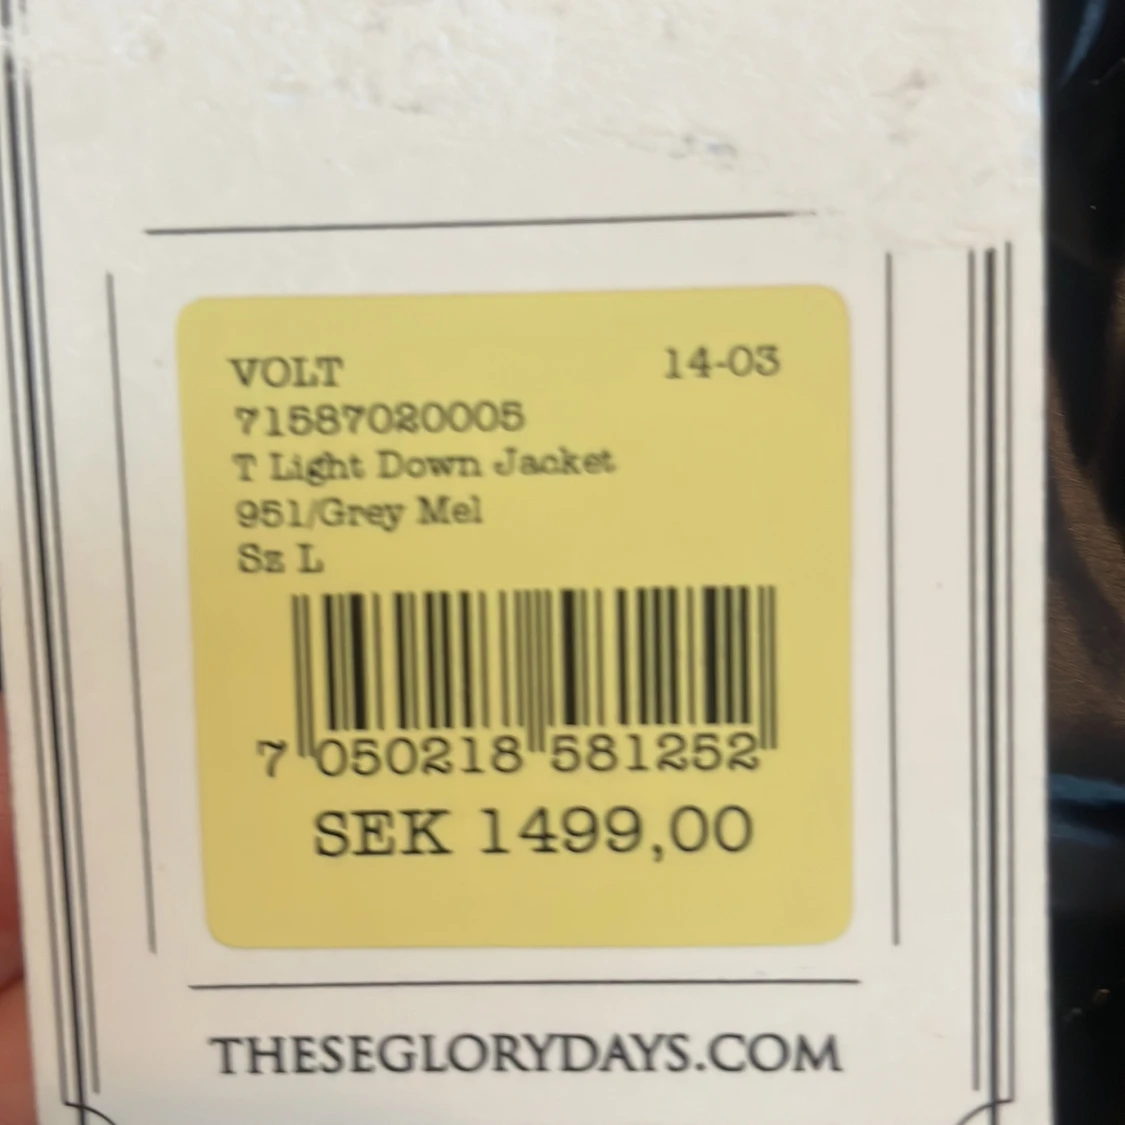 VOLT 14-03
71587020005
T Light Down Jacket
951/Grey Mel
Sz L
7 050218 581252
SEK 1499,00
THESEGLORYDAYS.COM